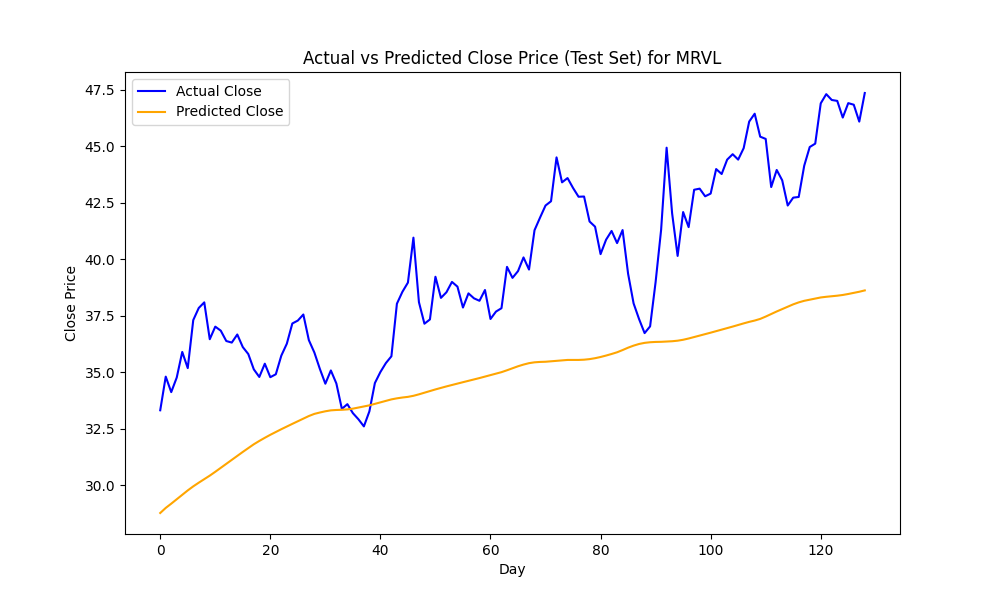 Actual vs Predicted Close Price (Test Set) for MRVL
Actual Close
Predicted Close
47.5
45.0
42.5
40.0
37.5
35.0
32.5
30.0
Close Price
0 20 40 60 80 100 120
Day